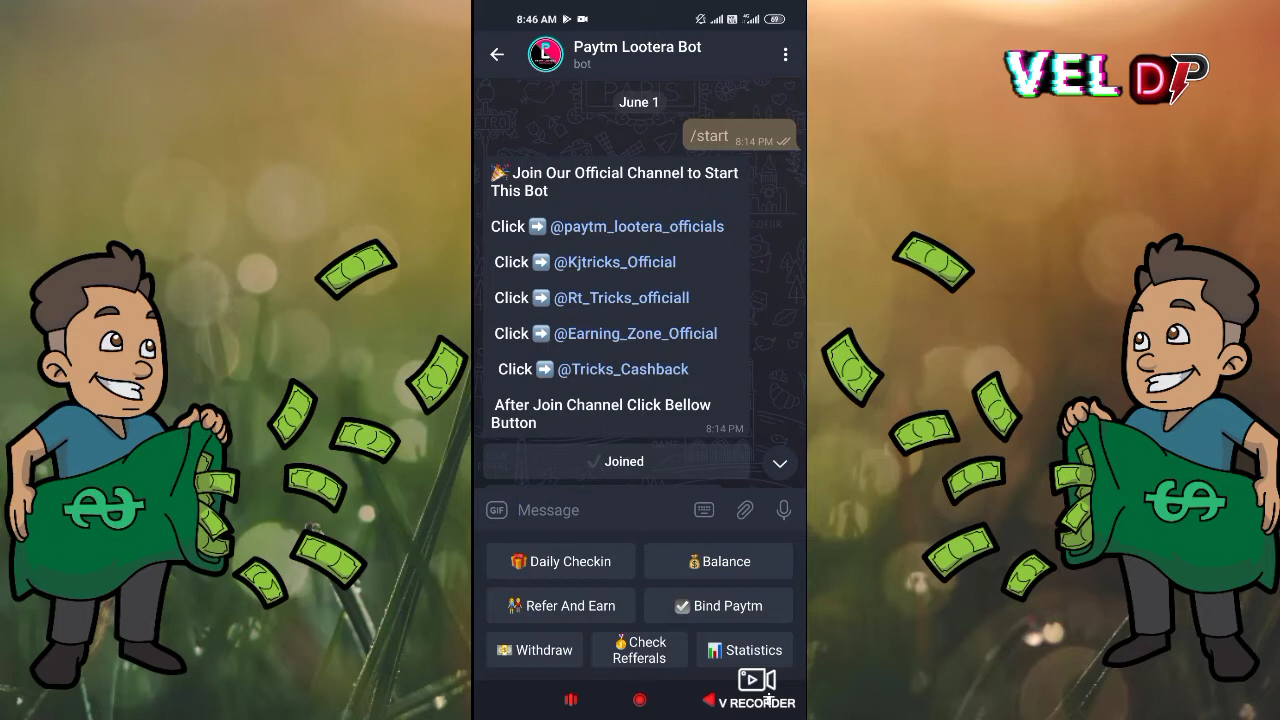 8:46 AM
69
Paytm Lootera Bot
bot
VEL DP
June 1
/start 8:14 PM
🎉 Join Our Official Channel to Start
This Bot
Click ➡️ @paytm_lootera_officials
Click ➡️ @Kjtricks_Official
Click ➡️ @Rt_Tricks_officiall
Click ➡️ @Earning_Zone_Official
Click ➡️ @Tricks_Cashback
After Join Channel Click Bellow
Button
8:14 PM
✓ Joined
GIF Message
🎁 Daily Checkin
💰 Balance
👫 Refer And Earn
☑️ Bind Paytm
💴 Withdraw
🥇 Check
Refferals
📊 Statistics
V RECORDER